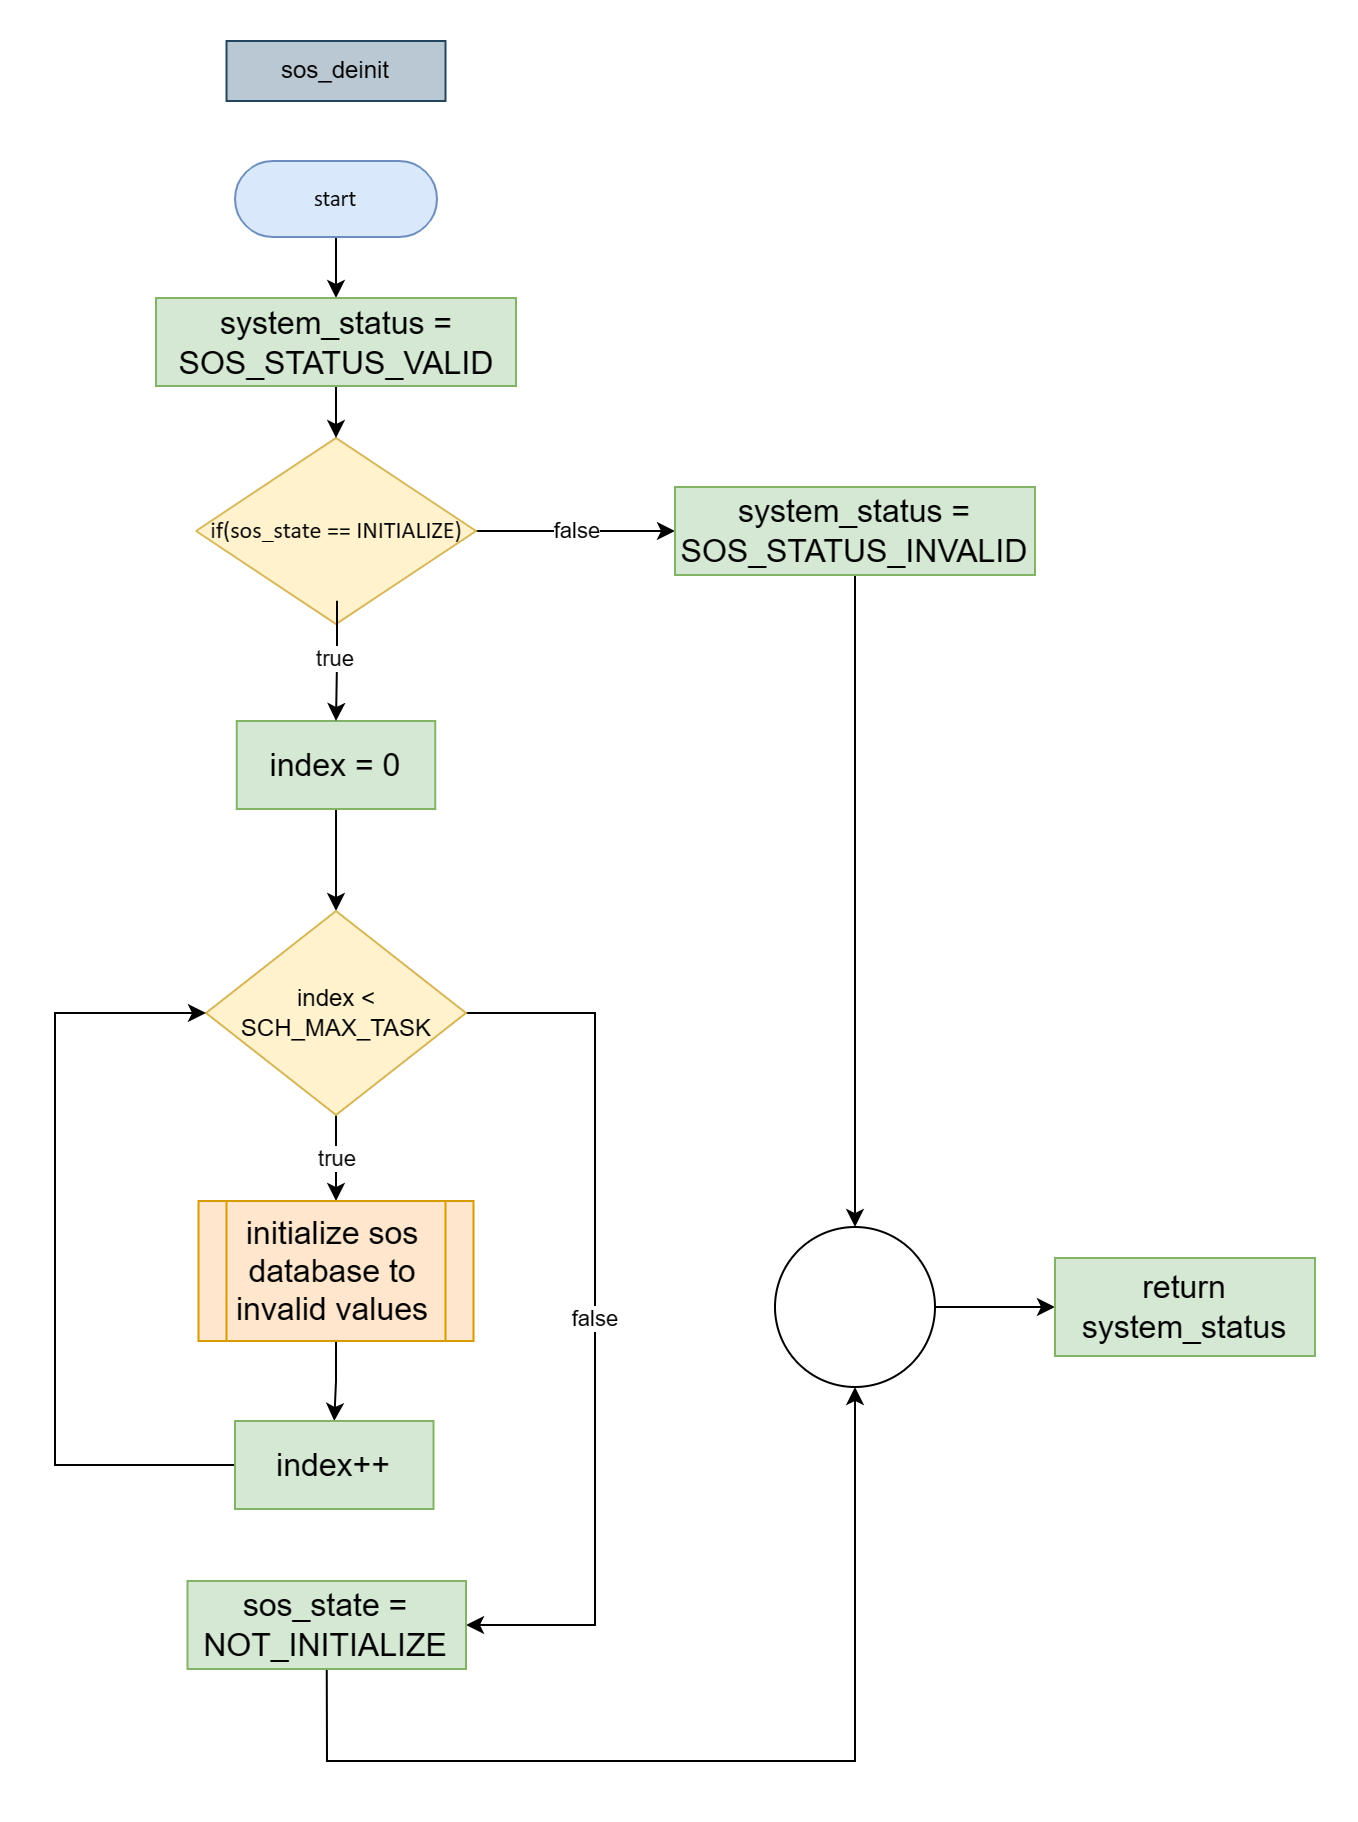 sos_deinit
start
system_status =
SOS_STATUS_VALID
if(sos_state == INITIALIZE)
false
system_status =
SOS_STATUS_INVALID
true
index = 0
index <
SCH_MAX_TASK
true
initialize sos
database to
invalid values
false
return
system_status
index++
sos_state =
NOT_INITIALIZE